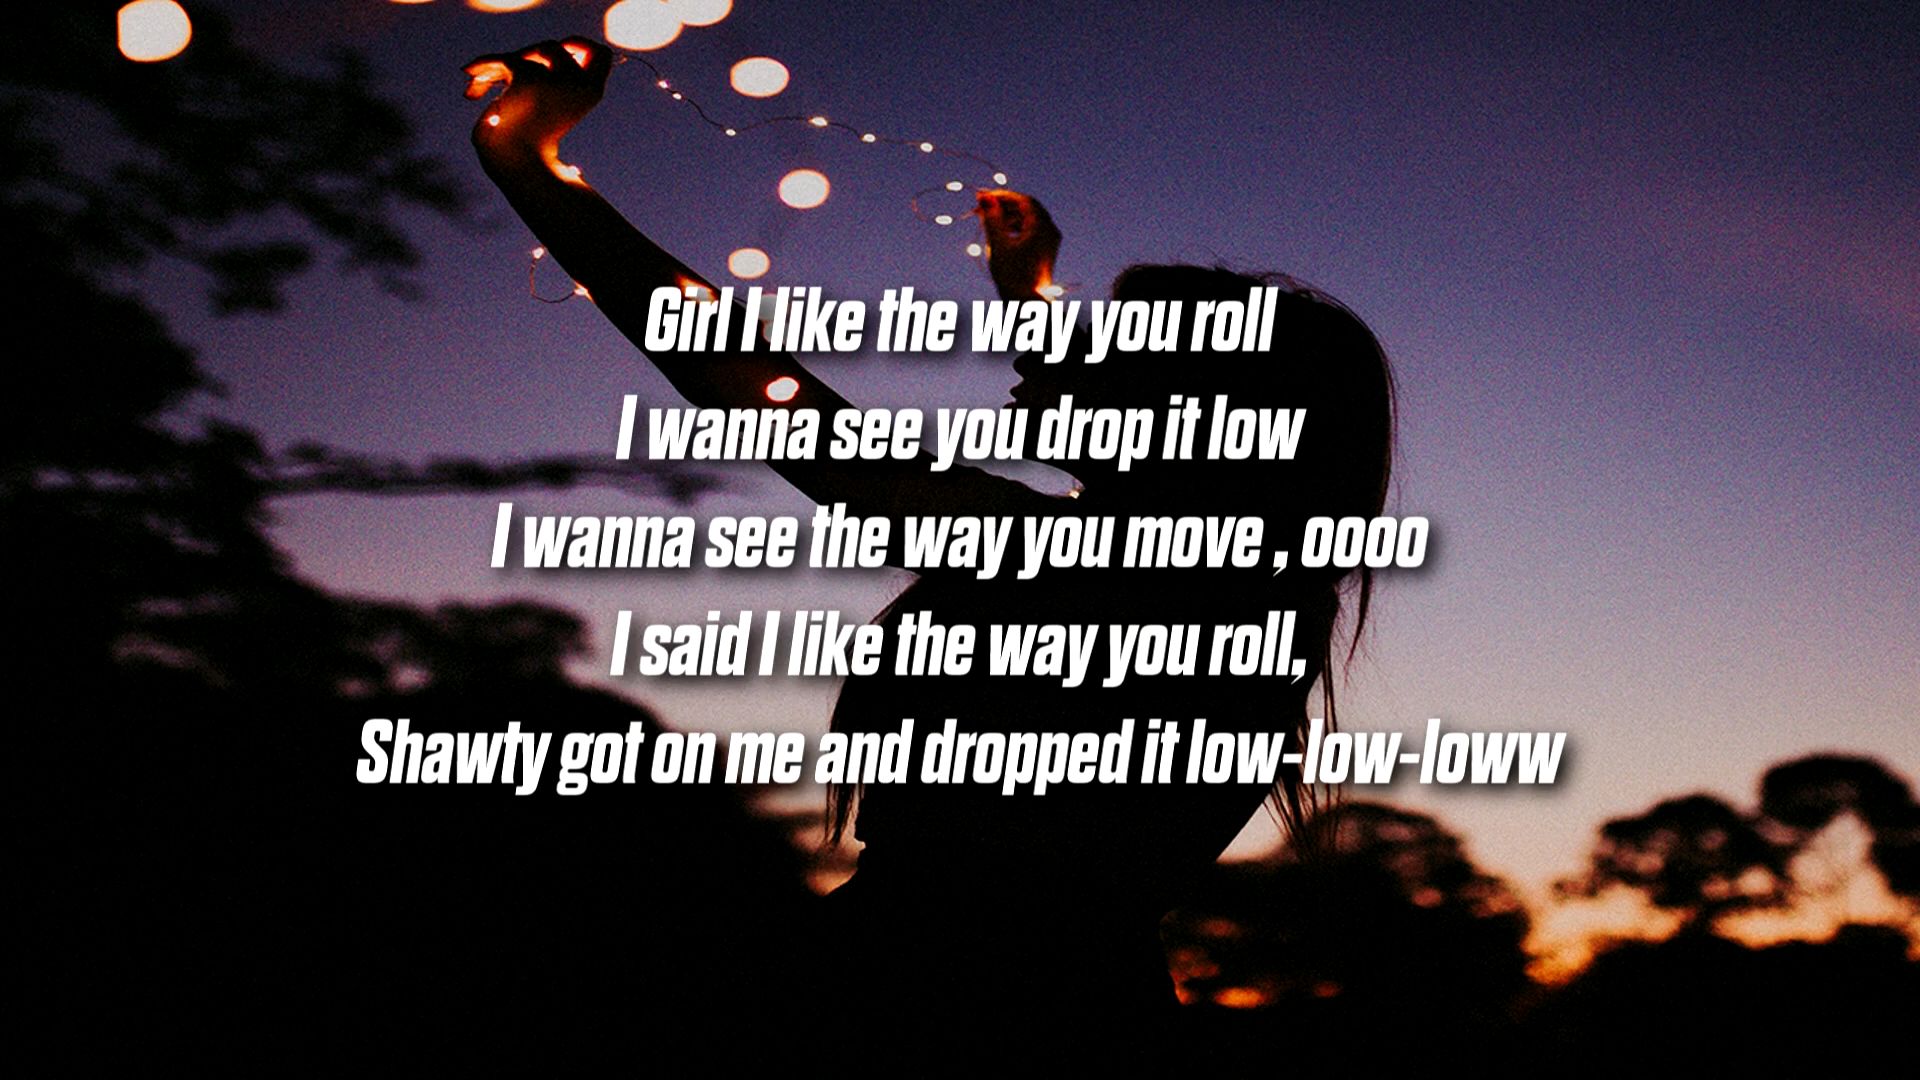 Girl I like the way you roll
I wanna see you drop it low
I wanna see the way you move , oooo
I said I like the way you roll,
Shawty got on me and dropped it low-low-loww